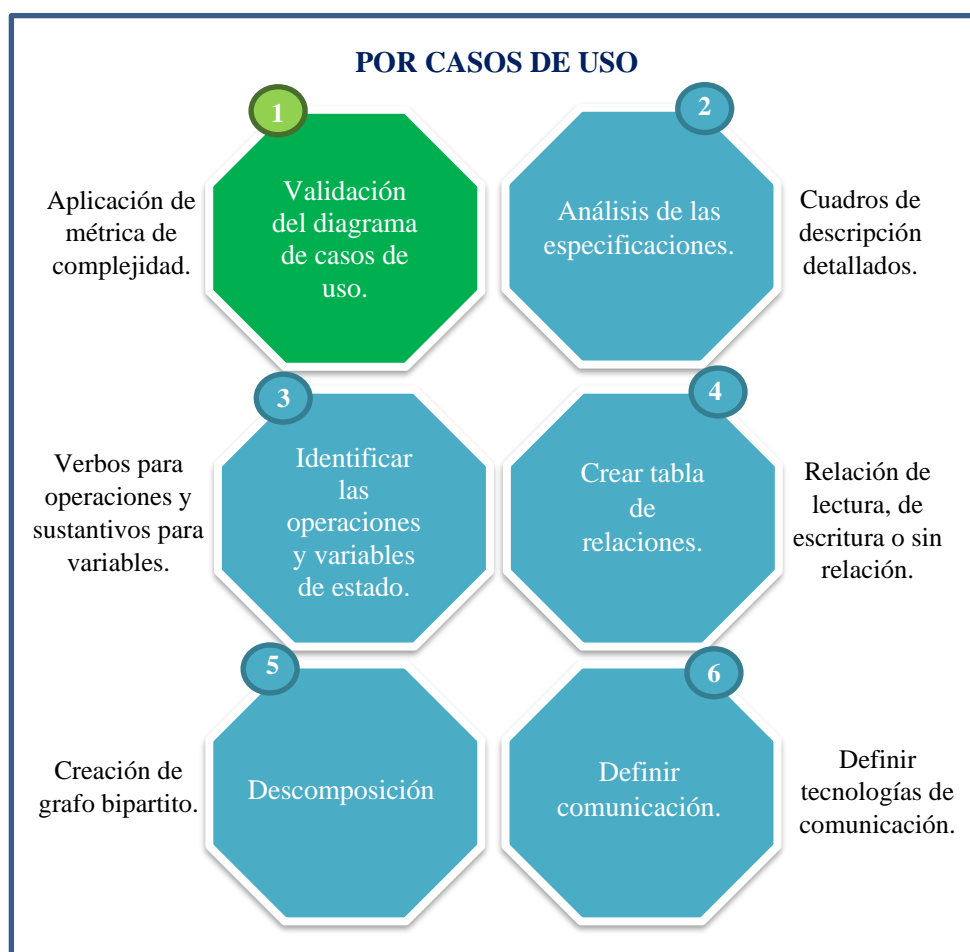 POR CASOS DE USO
1
Validación
del diagrama
de casos de
uso.
Aplicación de
métrica de
complejidad.
2
Análisis de las
especificaciones.
Cuadros de
descripción
detallados.
3
Identificar
las
operaciones
y variables
de estado.
Verbos para
operaciones y
sustantivos para
variables.
4
Crear tabla
de
relaciones.
Relación de
lectura, de
escritura o sin
relación.
5
Descomposición
Creación de
grafo bipartito.
6
Definir
comunicación.
Definir
tecnologías de
comunicación.